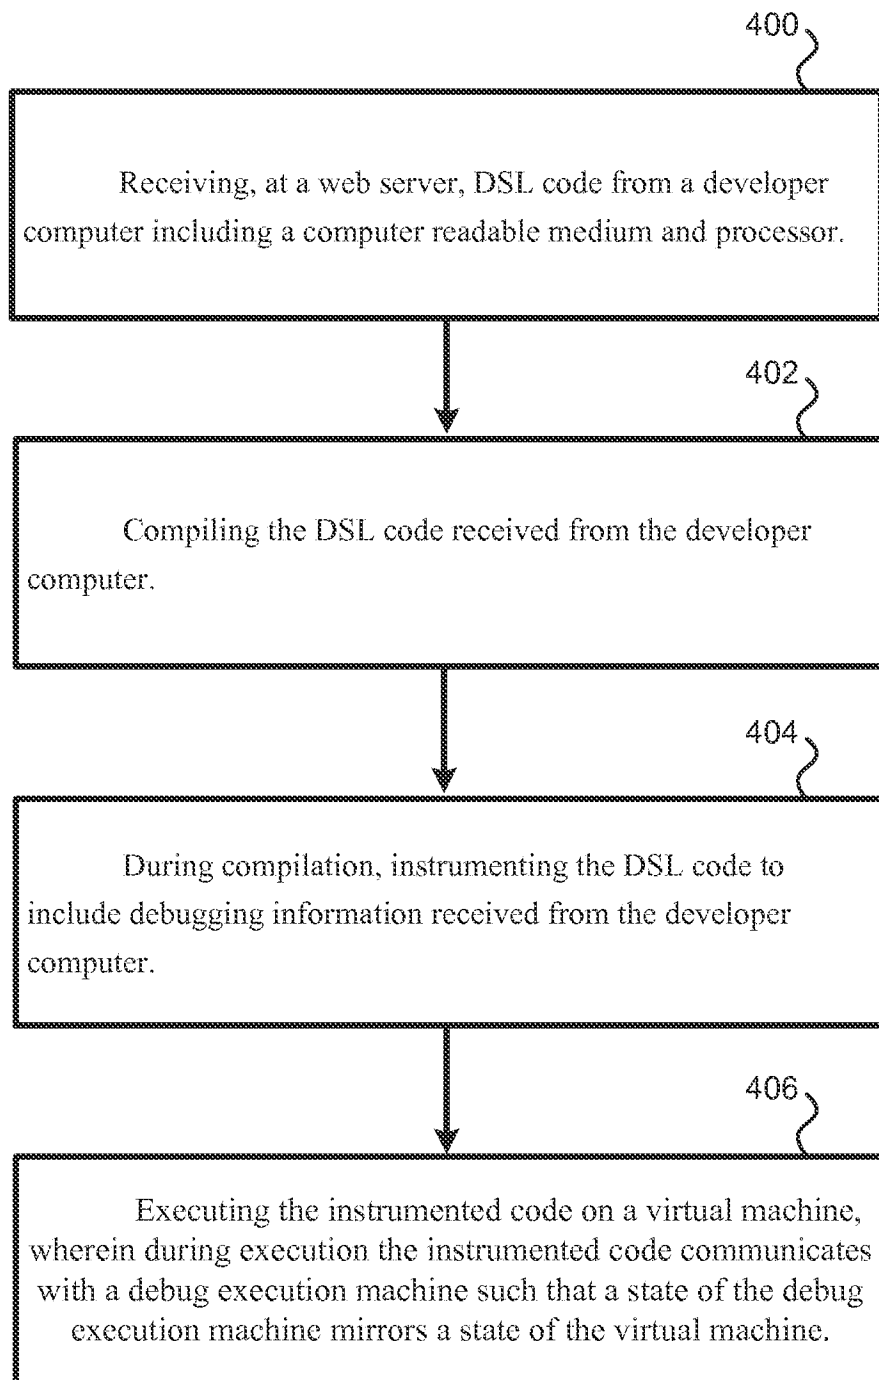 400
Receiving, at a web server, DSL code from a developer
computer including a computer readable medium and processor.
402
Compiling the DSL code received from the developer
computer.
404
During compilation, instrumenting the DSL code to
include debugging information received from the developer
computer.
406
Executing the instrumented code on a virtual machine,
wherein during execution the instrumented code communicates
with a debug execution machine such that a state of the debug
execution machine mirrors a state of the virtual machine.